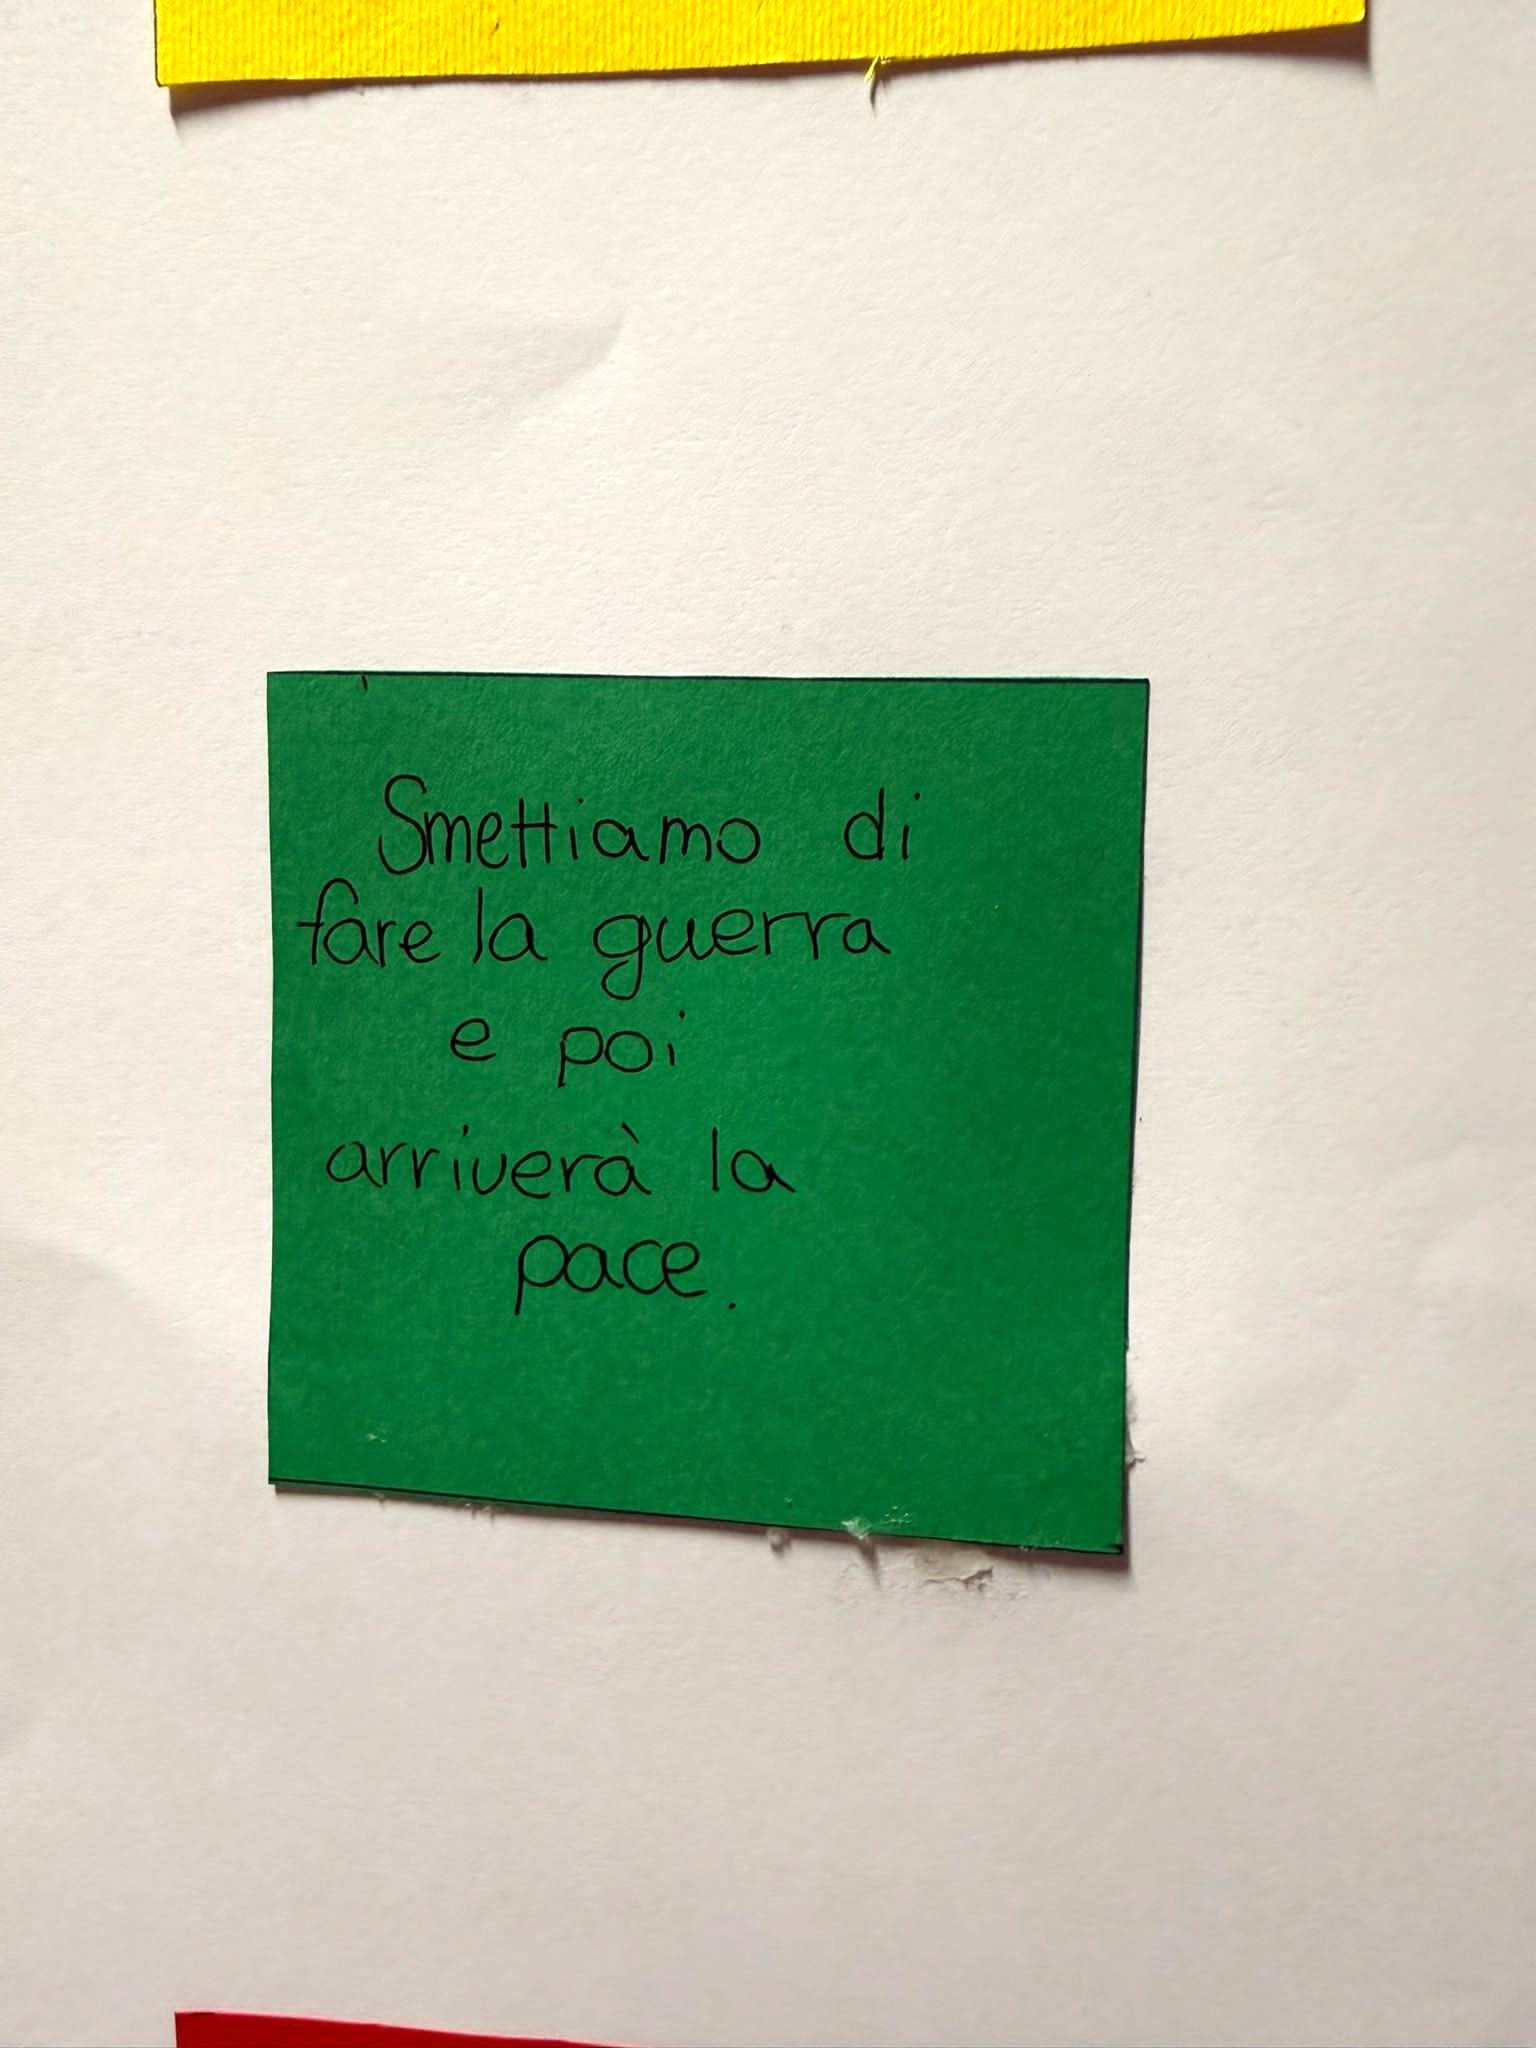 Smettiamo di
fare la guerra
e poi
arriverà la
pace.